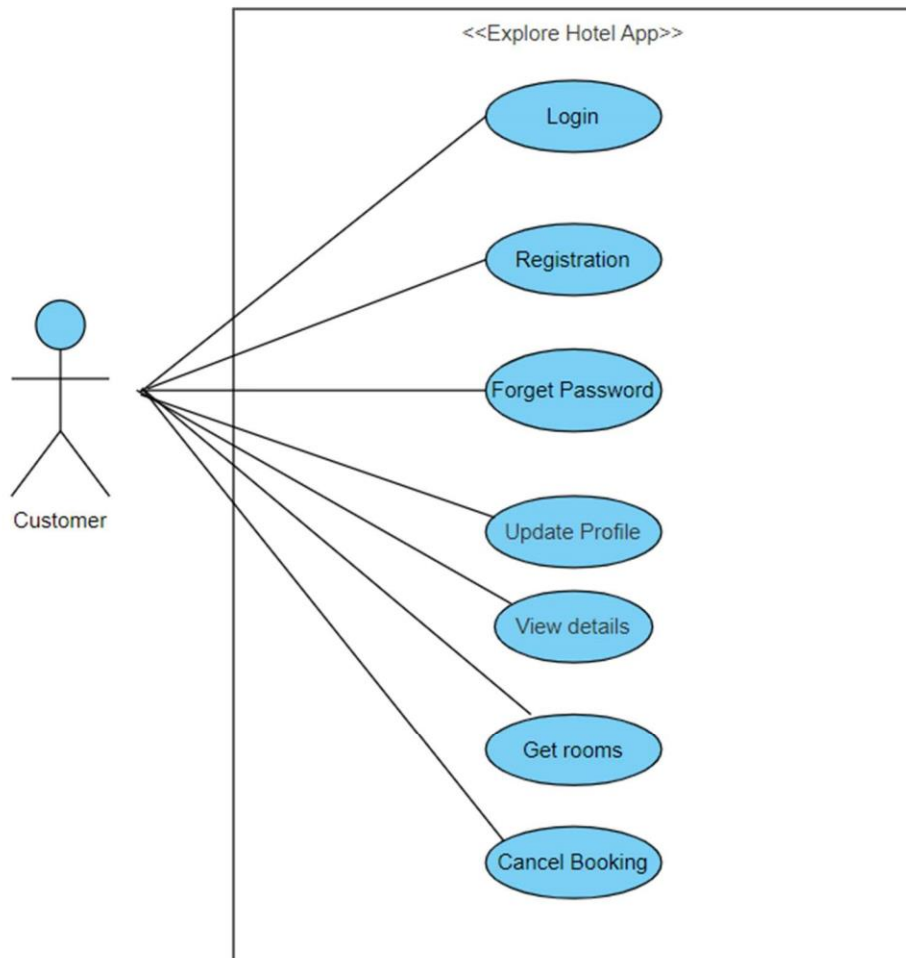 <<Explore Hotel App>>
Login
Registration
Forget Password
Customer
Update Profile
View details
Get rooms
Cancel Booking